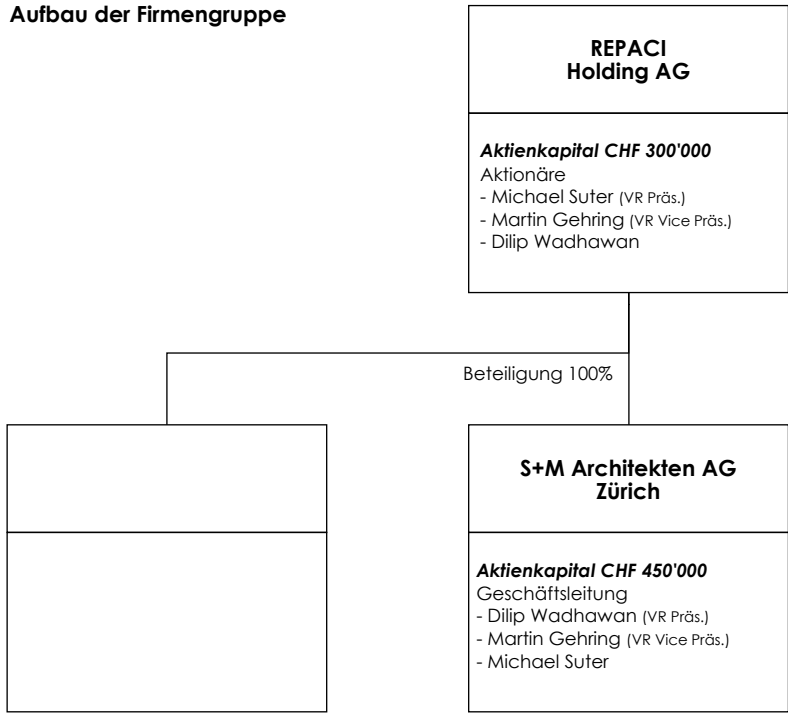 Aufbau der Firmengruppe
REPACI
Holding AG
Aktienkapital CHF 300'000
Aktionäre
- Michael Suter (VR Präs.)
- Martin Gehring (VR Vice Präs.)
- Dilip Wadhawan
Beteiligung 100%
S+M Architekten AG
Zürich
Aktienkapital CHF 450'000
Geschäftsleitung
- Dilip Wadhawan (VR Präs.)
- Martin Gehring (VR Vice Präs.)
- Michael Suter